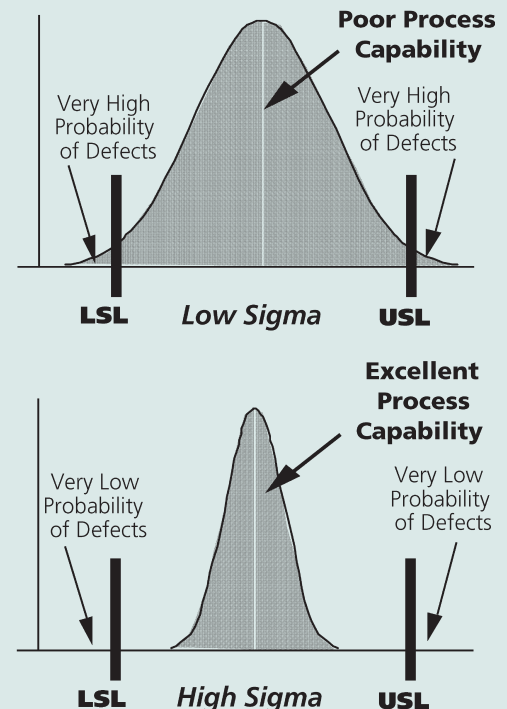 Poor Process
Capability
Very High
Probability
of Defects
Very High
Probability
of Defects
LSL
Low Sigma
USL
Excellent
Process
Capability
Very Low
Probability
of Defects
Very Low
Probability
of Defects
LSL
High Sigma
USL